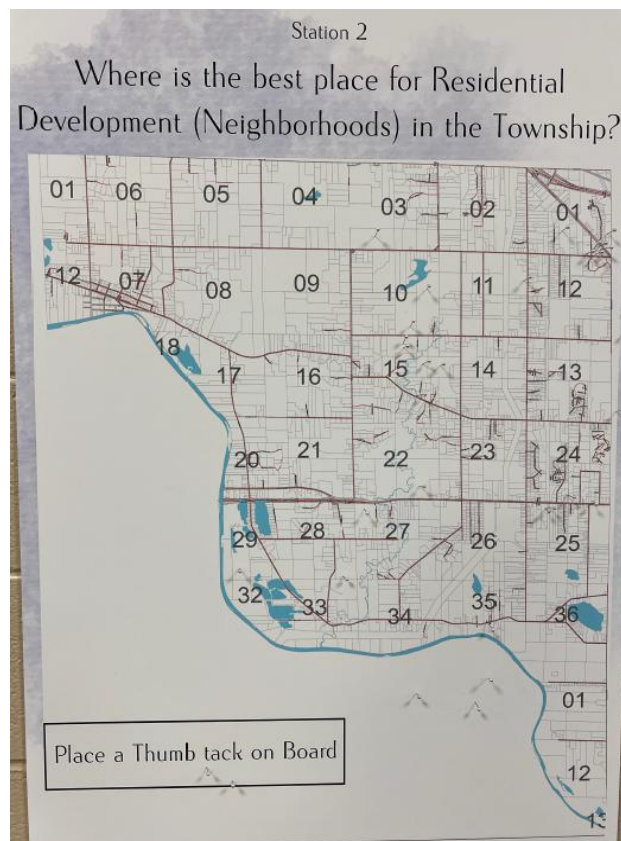 Station 2
Where is the best place for Residential
Development (Neighborhoods) in the Township?
01 06 05 04 03 02 01
12 07 08 09 10 11 12
18 17 16 15 14 13
20 21 22 23 24
29 28 27 26 25
32 33 34 35 36
01
Place a Thumb tack on Board
12